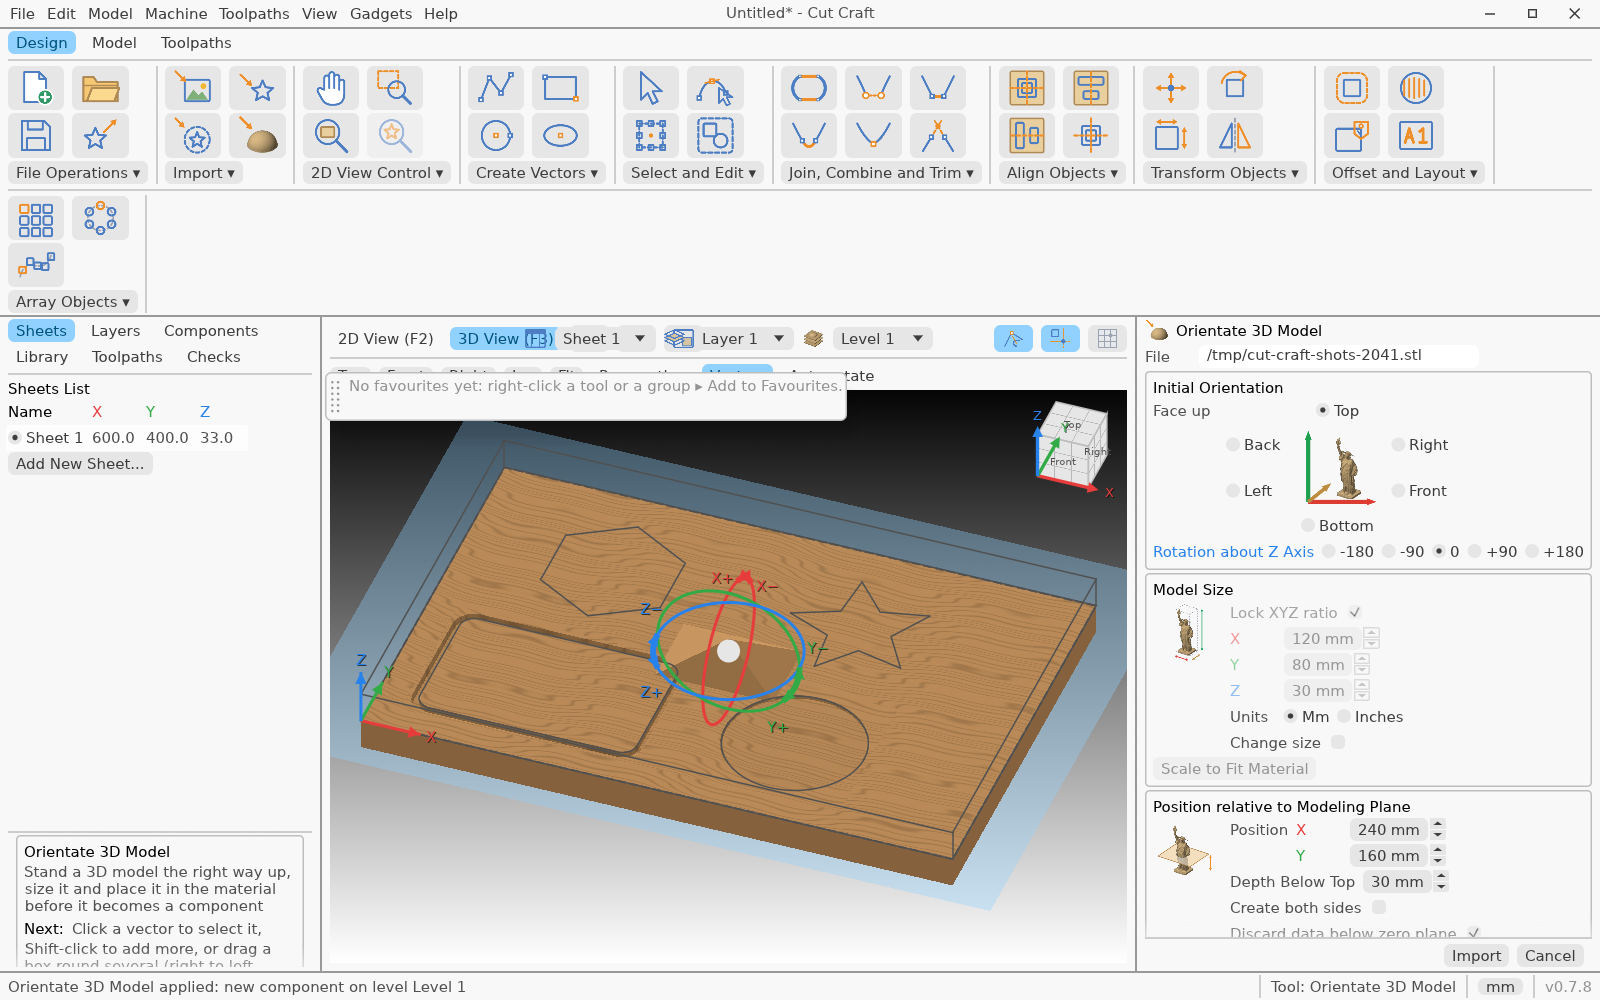 File Edit Model Machine Toolpaths View Gadgets Help
Untitled* - Cut Craft
Design Model Toolpaths
File Operations ▾
Import ▾
2D View Control ▾
Create Vectors ▾
Select and Edit ▾
Join, Combine and Trim ▾
Align Objects ▾
Transform Objects ▾
Offset and Layout ▾
A1
Array Objects ▾
Sheets Layers Components
Library Toolpaths Checks
Sheets List
Name X Y Z
Sheet 1 600.0 400.0 33.0
Add New Sheet...
Orientate 3D Model
Stand a 3D model the right way up,
size it and place it in the material
before it becomes a component
Next: Click a vector to select it,
Shift-click to add more, or drag a
box round several (right to left
2D View (F2) 3D View (F3) Sheet 1 Layer 1 Level 1
No favourites yet: right-click a tool or a group ▸ Add to Favourites.
Z Y Top Front Right X
X+ X−
Z−
Y−
Z+
Y+
Z Y X
Orientate 3D Model
File /tmp/cut-craft-shots-2041.stl
Initial Orientation
Face up Top
Back Right
Left Front
Bottom
Rotation about Z Axis -180 -90 0 +90 +180
Model Size
Lock XYZ ratio
X 120 mm
Y 80 mm
Z 30 mm
Units Mm Inches
Change size
Scale to Fit Material
Position relative to Modeling Plane
Position X 240 mm
Y 160 mm
Depth Below Top 30 mm
Create both sides
Discard data below zero plane
Import Cancel
Orientate 3D Model applied: new component on level Level 1
Tool: Orientate 3D Model mm v0.7.8